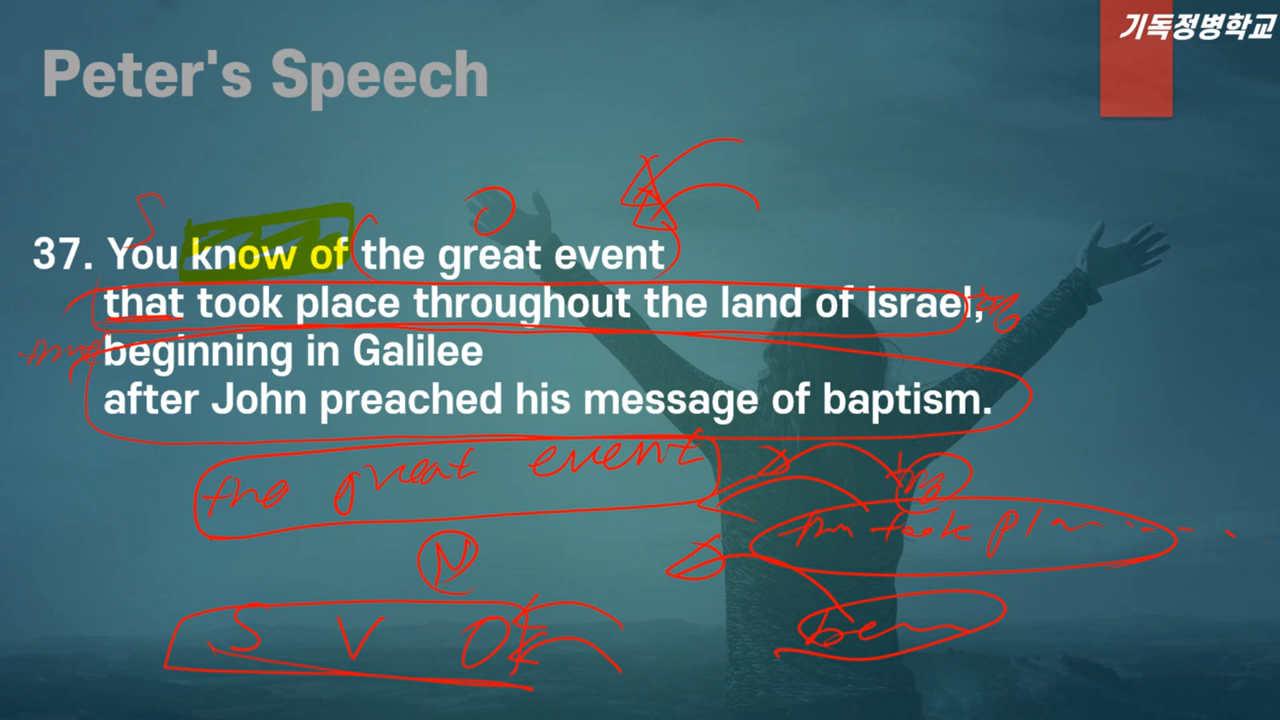 기독정병학교
Peter's Speech
S O
37. You know of the great event
that took place throughout the land of Israel,
beginning in Galilee
after John preached his message of baptism.
the great event
took
N
S V O